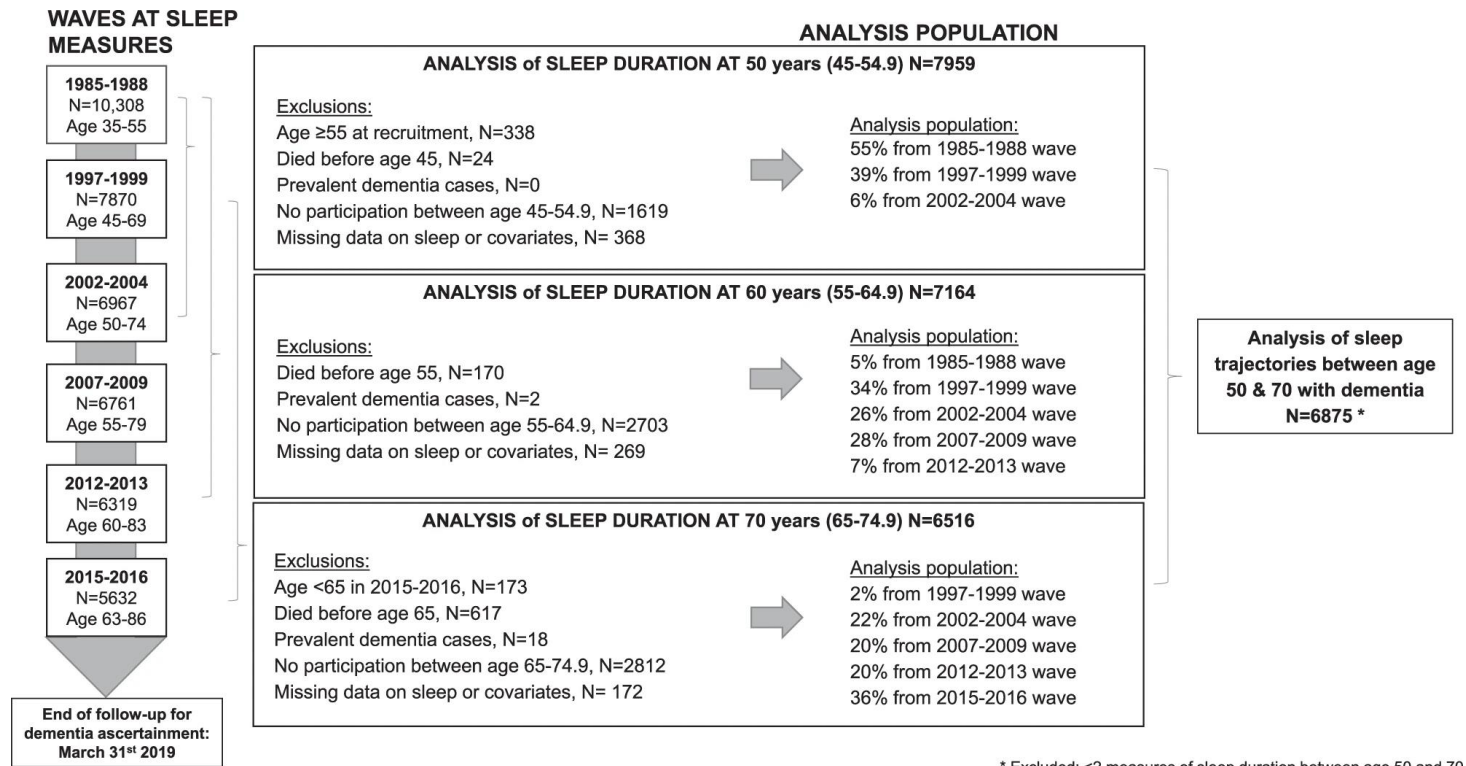 WAVES AT SLEEP
MEASURES
1985-1988
N=10,308
Age 35-55
1997-1999
N=7870
Age 45-69
2002-2004
N=6967
Age 50-74
2007-2009
N=6761
Age 55-79
2012-2013
N=6319
Age 60-83
2015-2016
N=5632
Age 63-86
End of follow-up for
dementia ascertainment:
March 31st 2019
ANALYSIS POPULATION
ANALYSIS of SLEEP DURATION AT 50 years (45-54.9) N=7959
Exclusions:
Age ≥55 at recruitment, N=338
Died before age 45, N=24
Prevalent dementia cases, N=0
No participation between age 45-54.9, N=1619
Missing data on sleep or covariates, N= 368
Analysis population:
55% from 1985-1988 wave
39% from 1997-1999 wave
6% from 2002-2004 wave
ANALYSIS of SLEEP DURATION AT 60 years (55-64.9) N=7164
Exclusions:
Died before age 55, N=170
Prevalent dementia cases, N=2
No participation between age 55-64.9, N=2703
Missing data on sleep or covariates, N= 269
Analysis population:
5% from 1985-1988 wave
34% from 1997-1999 wave
26% from 2002-2004 wave
28% from 2007-2009 wave
7% from 2012-2013 wave
ANALYSIS of SLEEP DURATION AT 70 years (65-74.9) N=6516
Exclusions:
Age <65 in 2015-2016, N=173
Died before age 65, N=617
Prevalent dementia cases, N=18
No participation between age 65-74.9, N=2812
Missing data on sleep or covariates, N= 172
Analysis population:
2% from 1997-1999 wave
22% from 2002-2004 wave
20% from 2007-2009 wave
20% from 2012-2013 wave
36% from 2015-2016 wave
Analysis of sleep
trajectories between age
50 & 70 with dementia
N=6875 *
* Excluded: <2 measures of sleep duration between age 50 and 70